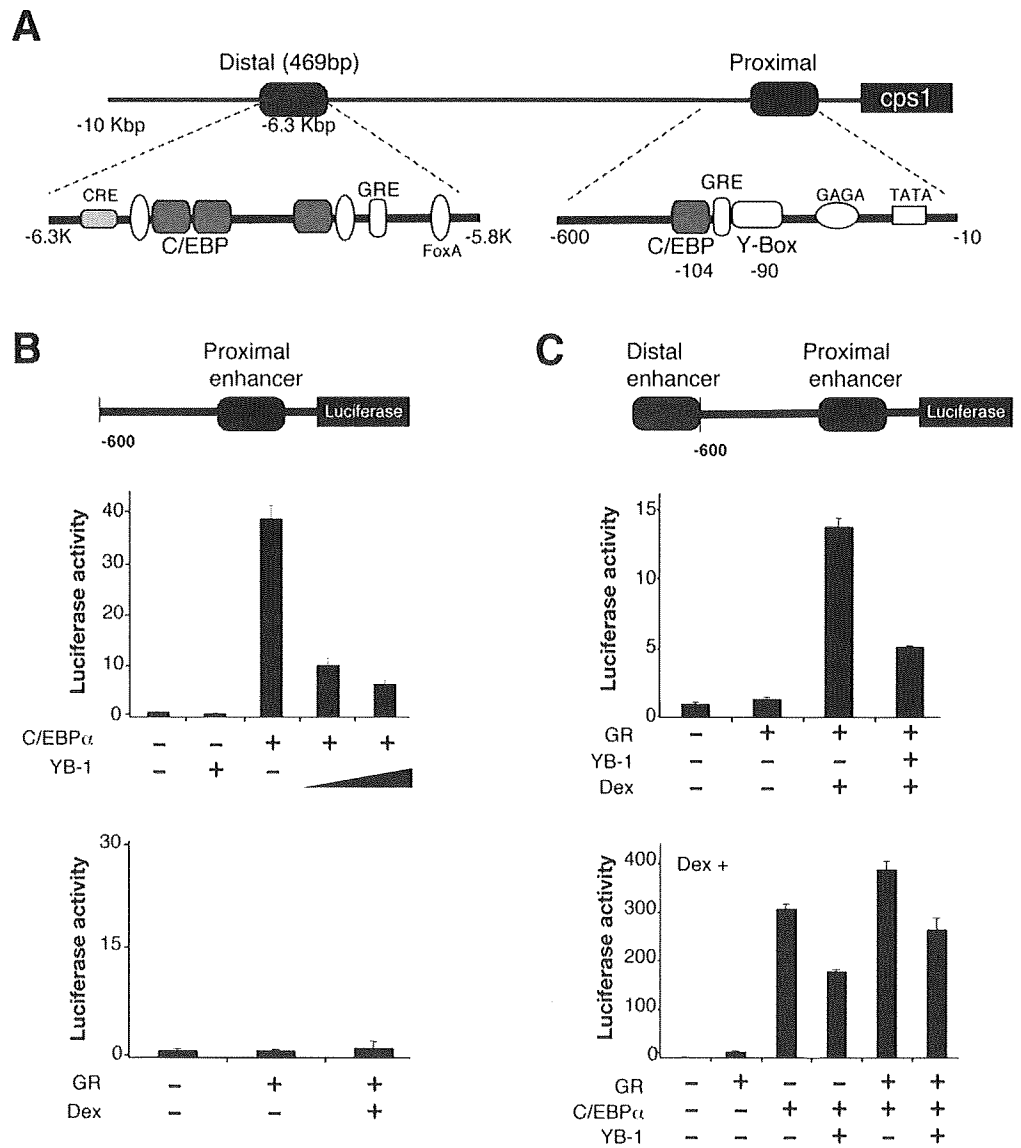 A
Distal (469bp)
Proximal
cps1
-10 Kbp
-6.3 Kbp
CRE
GRE
C/EBP
FoxA
-6.3K
-5.8K
GRE
GAGA
TATA
-600
C/EBP
Y-Box
-10
-104
-90
B
Proximal
enhancer
Luciferase
-600
Luciferase activity
40
30
20
10
0
C/EBPα - - + + +
YB-1 - + -
Luciferase activity
30
15
0
GR - + +
Dex - - +
C
Distal
enhancer
Proximal
enhancer
Luciferase
-600
Luciferase activity
15
10
5
0
GR - + + +
YB-1 - - - +
Dex - - + +
Luciferase activity
Dex +
400
300
200
100
0
GR - + - - + +
C/EBPα - - + + + +
YB-1 - - - + - +